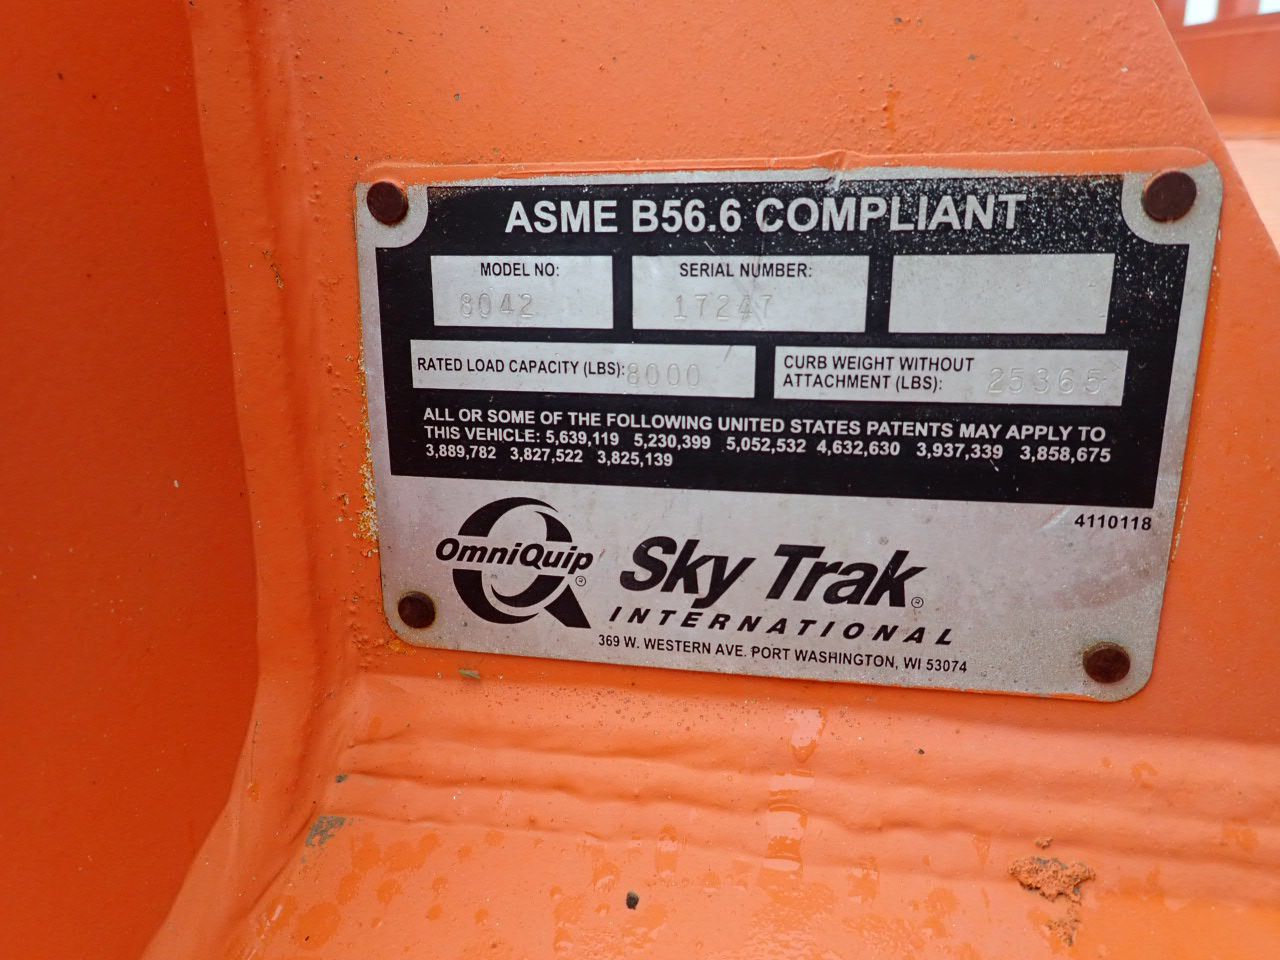 ASME B56.6 COMPLIANT
MODEL NO:
8042
SERIAL NUMBER:
17247
RATED LOAD CAPACITY (LBS): 8000
CURB WEIGHT WITHOUT
ATTACHMENT (LBS): 25365
ALL OR SOME OF THE FOLLOWING UNITED STATES PATENTS MAY APPLY TO
THIS VEHICLE: 5,639,119 5,230,399 5,052,532 4,632,630 3,937,339 3,858,675
3,889,782 3,827,522 3,825,139
4110118
OmniQuip®
Sky Trak®
INTERNATIONAL
369 W. WESTERN AVE. PORT WASHINGTON, WI 53074